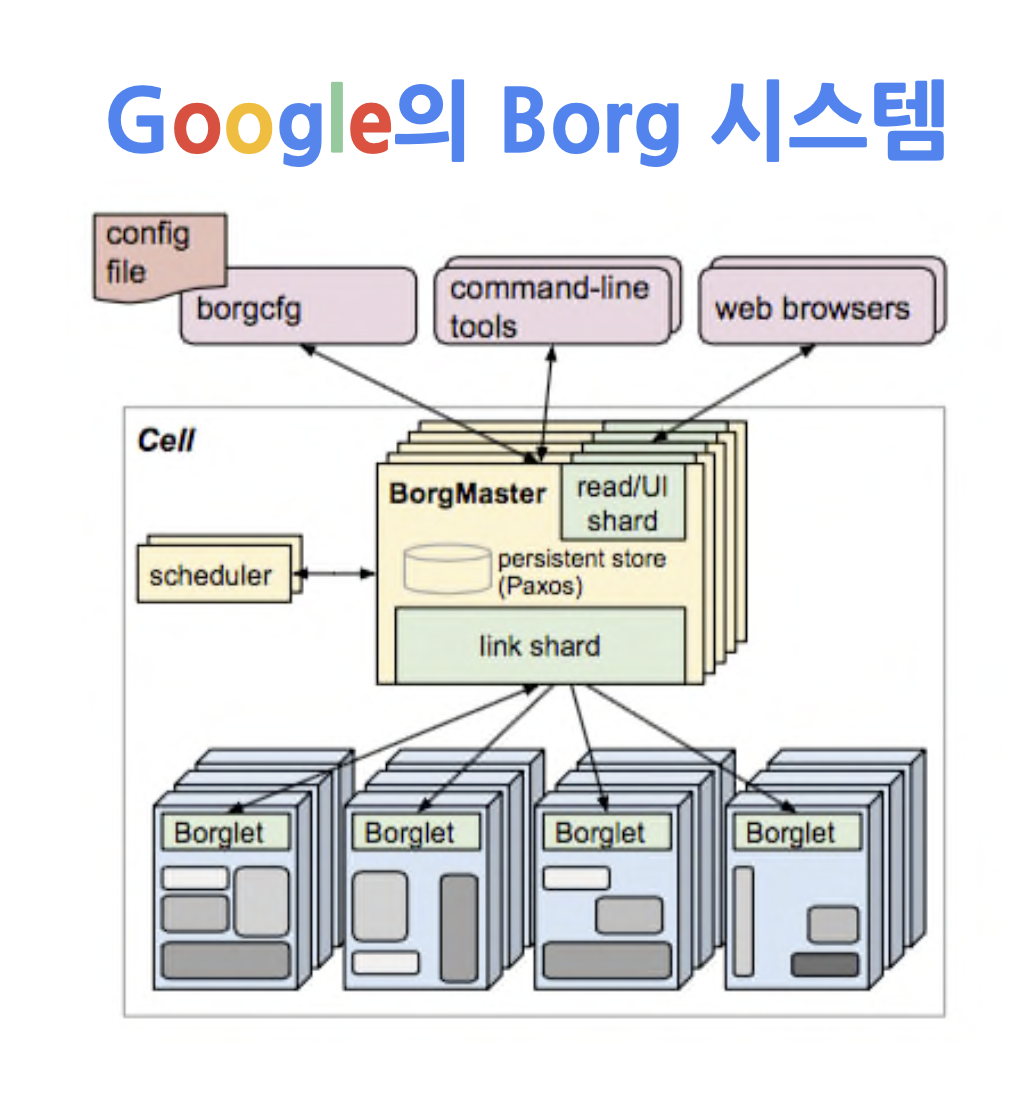 Google의 Borg 시스템
config
file
borgcfg
command-line
tools
web browsers
Cell
BorgMaster
read/UI
shard
scheduler
persistent store
(Paxos)
link shard
Borglet
Borglet
Borglet
Borglet